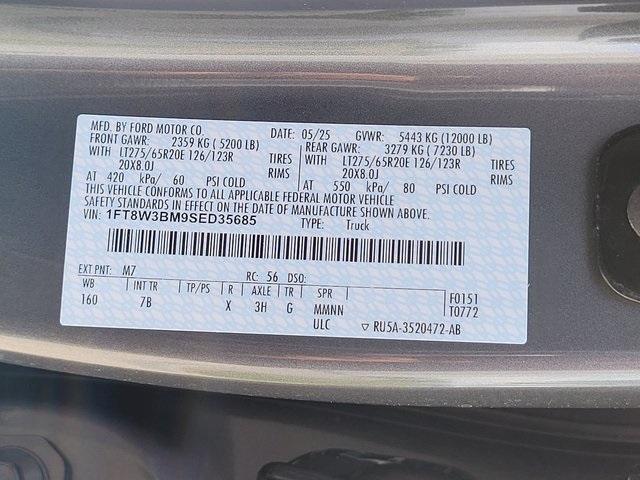 MFD. BY FORD MOTOR CO. DATE: 05/25 GVWR: 5443 KG (12000 LB)
FRONT GAWR: 2359 KG ( 5200 LB) REAR GAWR: 3279 KG ( 7230 LB)
WITH LT275/65R20E 126/123R TIRES WITH LT275/65R20E 126/123R TIRES
20X8.0J RIMS 20X8.0J RIMS
AT 420 kPa/ 60 PSI COLD AT 550 kPa/ 80 PSI COLD
THIS VEHICLE CONFORMS TO ALL APPLICABLE FEDERAL MOTOR VEHICLE
SAFETY STANDARDS IN EFFECT ON THE DATE OF MANUFACTURE SHOWN ABOVE.
VIN: 1FT8W3BM9SED35685 TYPE: Truck
EXT PNT: M7 RC: 56 DSO:
WB INT TR TP/PS R AXLE TR SPR F0151
160 7B X 3H G MMNN T0772
ULC ▽ RU5A-3520472-AB